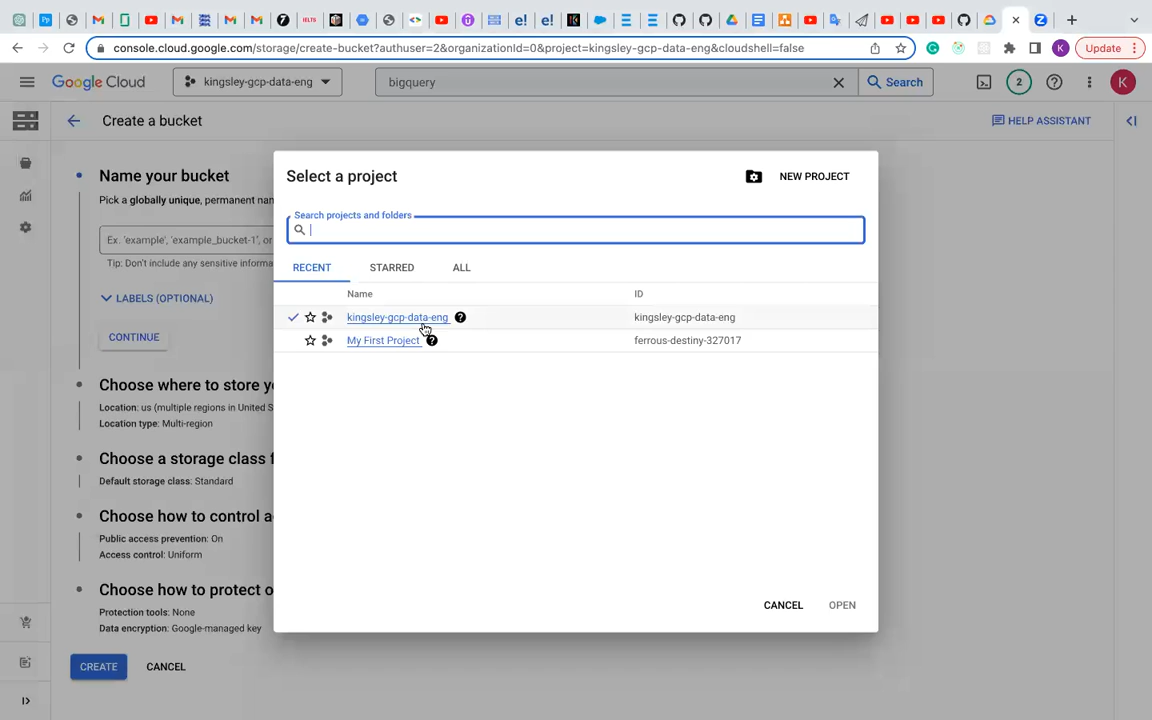 console.cloud.google.com/storage/create-bucket?authuser=2&organizationId=0&project=kingsley-gcp-data-eng&cloudshell=false
K
Update
Google Cloud
kingsley-gcp-data-eng
bigquery
Search
2
K
Create a bucket
HELP ASSISTANT
Name your bucket
Pick a globally unique, permanent nan
Ex. 'example', 'example_bucket-1', or
Tip: Don't include any sensitive informa
LABELS (OPTIONAL)
CONTINUE
Choose where to store yo
Location: us (multiple regions in United S
Location type: Multi-region
Choose a storage class f
Default storage class: Standard
Choose how to control a
Public access prevention: On
Access control: Uniform
Choose how to protect o
Protection tools: None
Data encryption: Google-managed key
CREATE
CANCEL
Select a project
NEW PROJECT
Search projects and folders
RECENT
STARRED
ALL
Name
ID
kingsley-gcp-data-eng
kingsley-gcp-data-eng
My First Project
ferrous-destiny-327017
CANCEL
OPEN